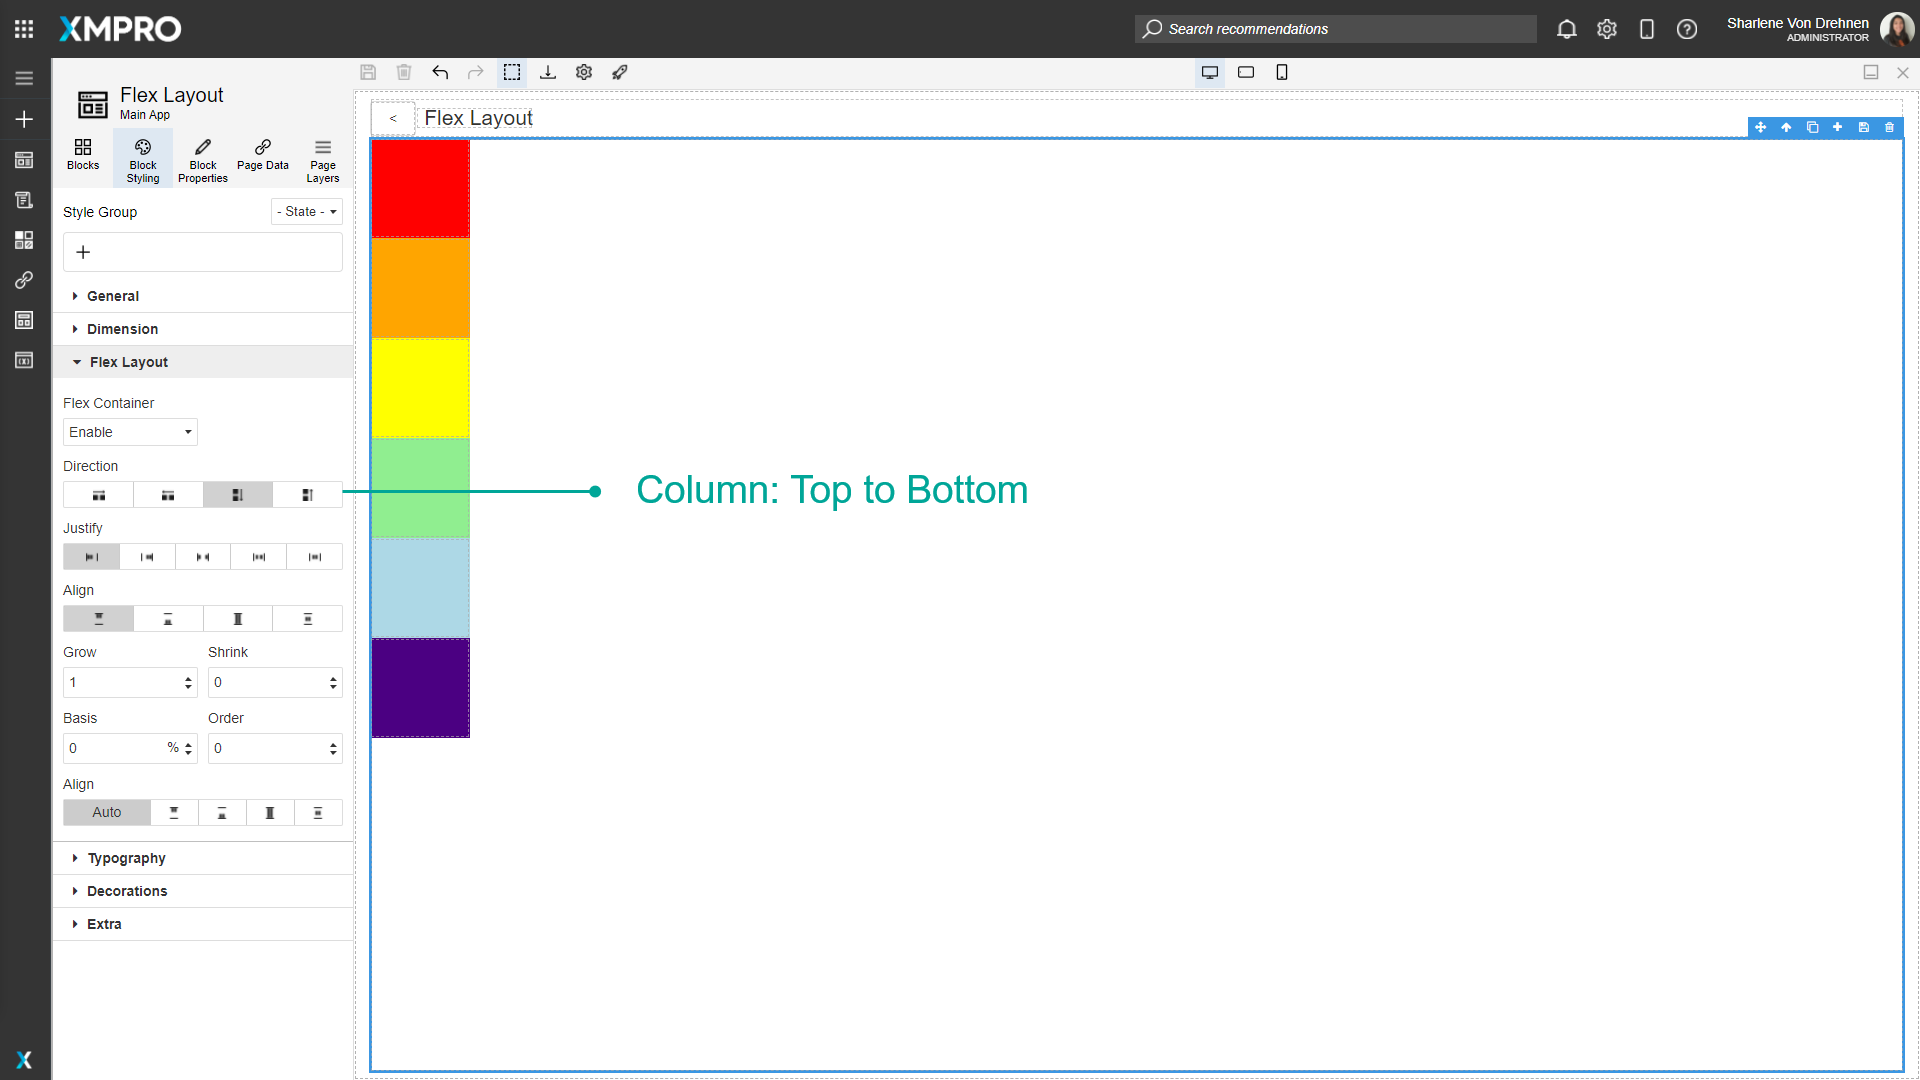 XMPRO
Search recommendations
Sharlene Von Drehnen
ADMINISTRATOR
Flex Layout
Main App
Blocks
Block Styling
Block Properties
Page Data
Page Layers
Style Group
- State -
General
Dimension
Flex Layout
Flex Container
Enable
Direction
Justify
Align
Grow
Shrink
1
0
Basis
Order
0
%
0
Align
Auto
Typography
Decorations
Extra
<
Flex Layout
Column: Top to Bottom